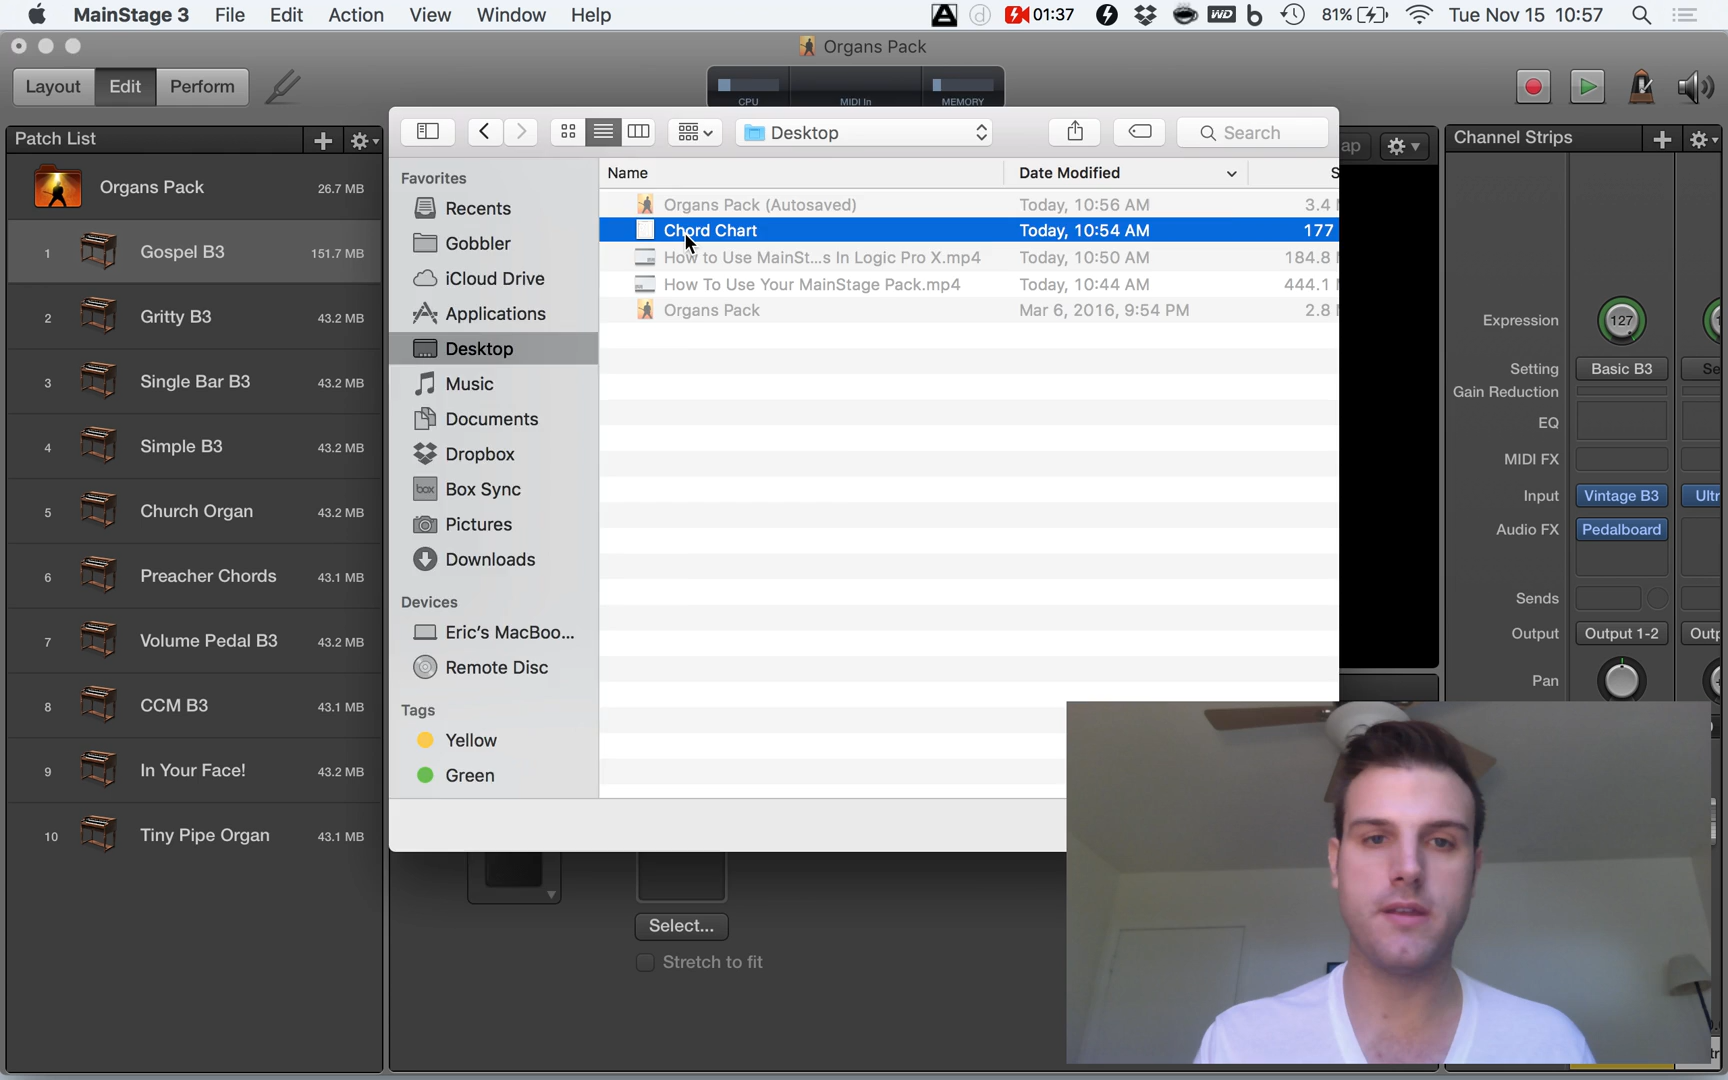 MainStage 3 File Edit Action View Window Help 01:37 WD b 81% Tue Nov 15 10:57
Organs Pack
Layout Edit Perform
CPU MIDI In MEMORY
Patch List
Organs Pack 26.7 MB
1 Gospel B3 151.7 MB
2 Gritty B3 43.2 MB
3 Single Bar B3 43.2 MB
4 Simple B3 43.2 MB
5 Church Organ 43.2 MB
6 Preacher Chords 43.1 MB
7 Volume Pedal B3 43.2 MB
8 CCM B3 43.1 MB
9 In Your Face! 43.2 MB
10 Tiny Pipe Organ 43.1 MB
Desktop
Search
Favorites
Recents
Gobbler
iCloud Drive
Applications
Desktop
Music
Documents
Dropbox
box Box Sync
Pictures
Downloads
Devices
Eric's MacBoo...
Remote Disc
Tags
Yellow
Green
Name Date Modified S
Organs Pack (Autosaved) Today, 10:56 AM 3.4
Chord Chart Today, 10:54 AM 177
How to Use MainSt...s In Logic Pro X.mp4 Today, 10:50 AM 184.8
How To Use Your MainStage Pack.mp4 Today, 10:44 AM 444.1
Organs Pack Mar 6, 2016, 9:54 PM 2.8
Select...
Stretch to fit
ap
Channel Strips
Expression 127
Setting Basic B3 Se
Gain Reduction
EQ
MIDI FX
Input Vintage B3 Ultr
Audio FX Pedalboard
Sends
Output Output 1-2 Outp
Pan